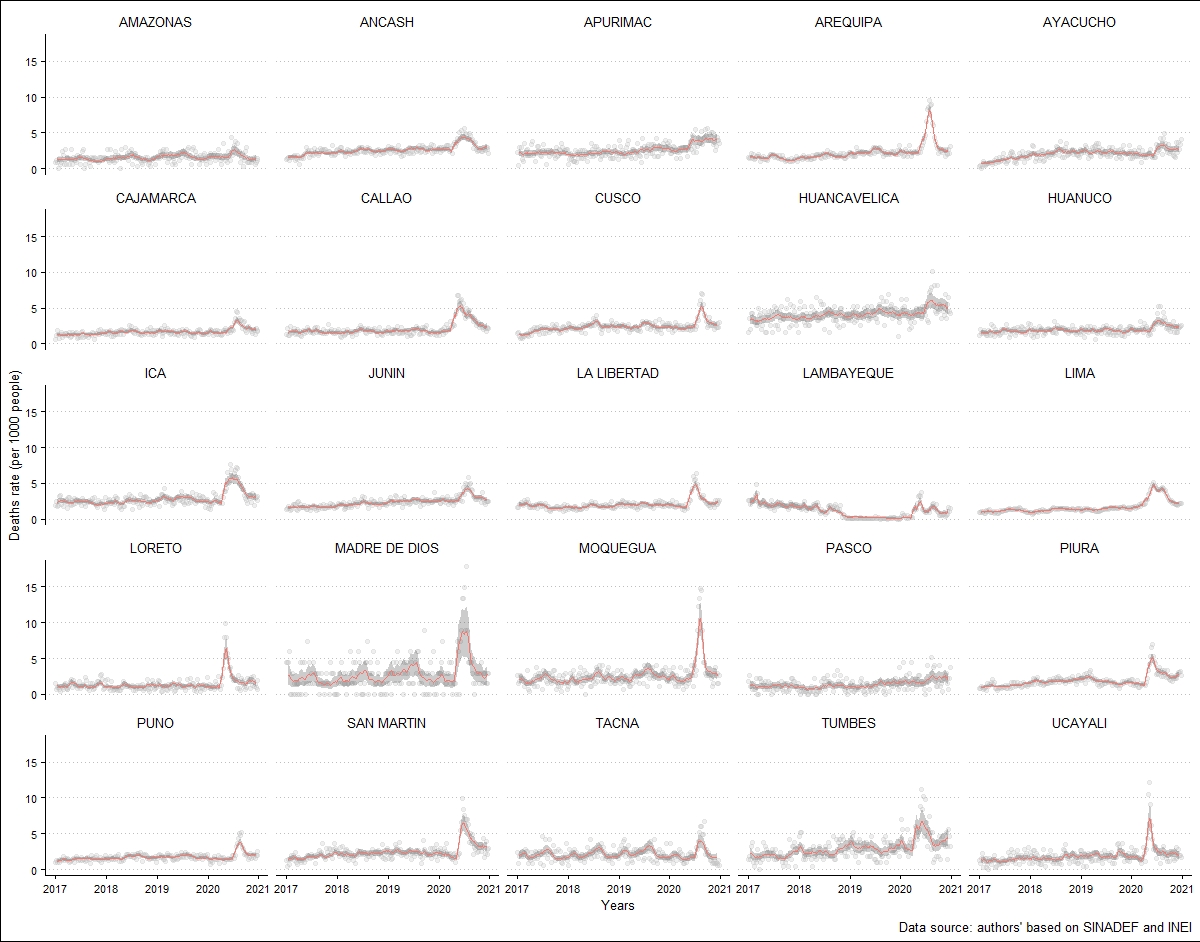 AMAZONAS ANCASH APURIMAC AREQUIPA AYACUCHO
15
10
5
0
CAJAMARCA CALLAO CUSCO HUANCAVELICA HUANUCO
15
10
5
0
ICA JUNIN LA LIBERTAD LAMBAYEQUE LIMA
15
10
5
0
Deaths rate (per 1000 people)
LORETO MADRE DE DIOS MOQUEGUA PASCO PIURA
15
10
5
0
PUNO SAN MARTIN TACNA TUMBES UCAYALI
15
10
5
0
2017 2018 2019 2020 2021 2017 2018 2019 2020 2021 2017 2018 2019 2020 2021 2017 2018 2019 2020 2021 2017 2018 2019 2020 2021
Years
Data source: authors' based on SINADEF and INEI